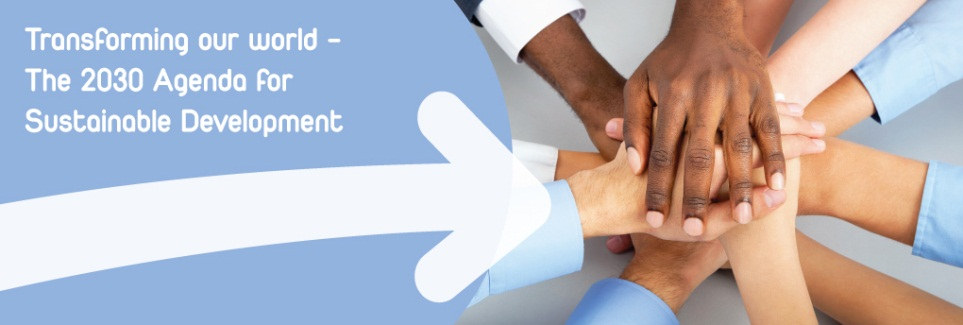 Transforming our world –
The 2030 Agenda for
Sustainable Development